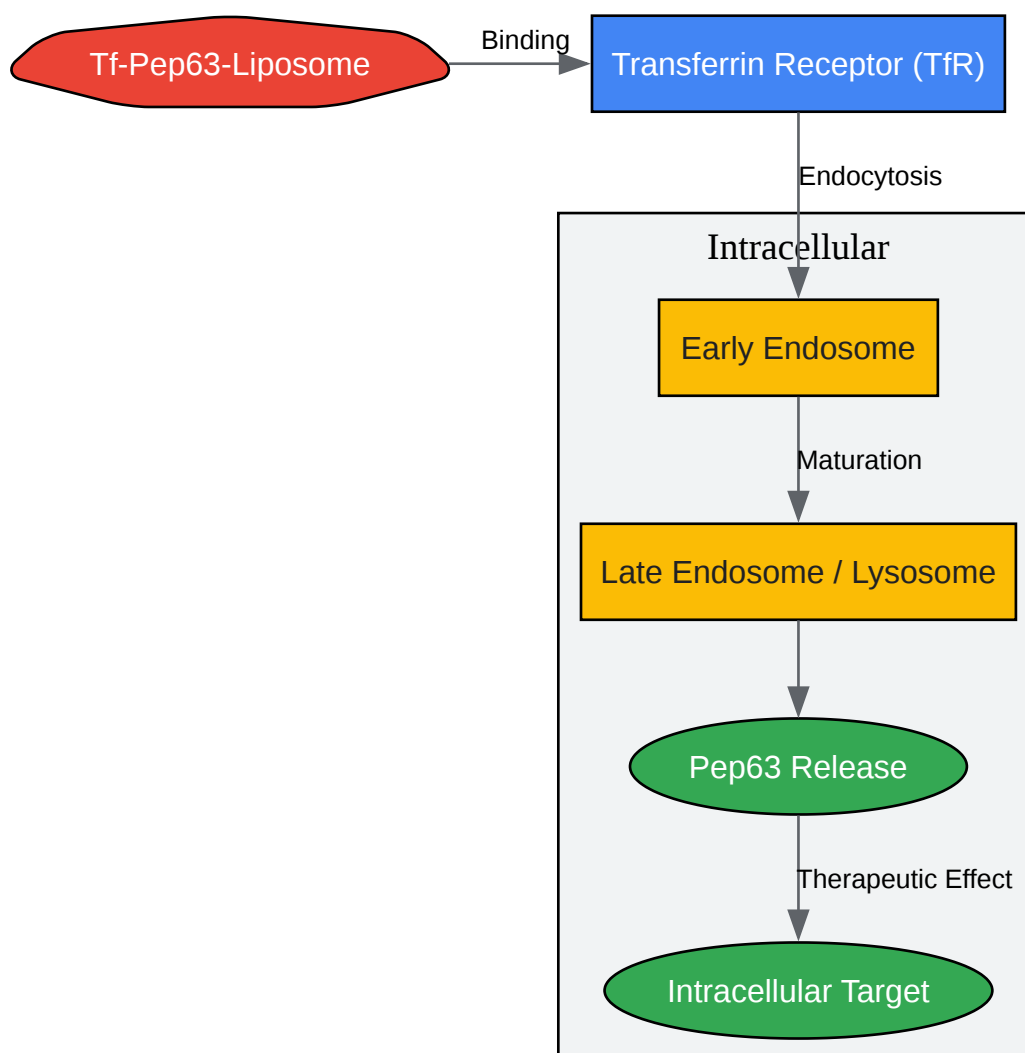 Tf-Pep63-Liposome
Binding
Transferrin Receptor (TfR)
Endocytosis
Intracellular
Early Endosome
Maturation
Late Endosome / Lysosome
Pep63 Release
Therapeutic Effect
Intracellular Target